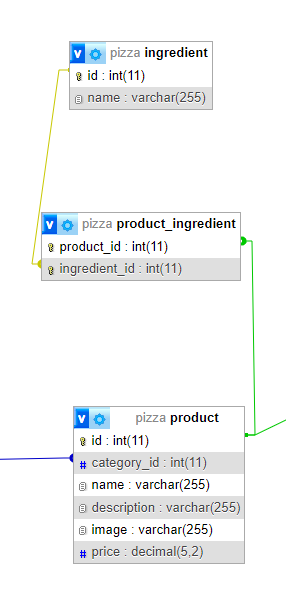 v pizza ingredient
id : int(11)
name : varchar(255)
v pizza product_ingredient
product_id : int(11)
ingredient_id : int(11)
v pizza product
id : int(11)
# category_id : int(11)
name : varchar(255)
description : varchar(255)
image : varchar(255)
# price : decimal(5,2)